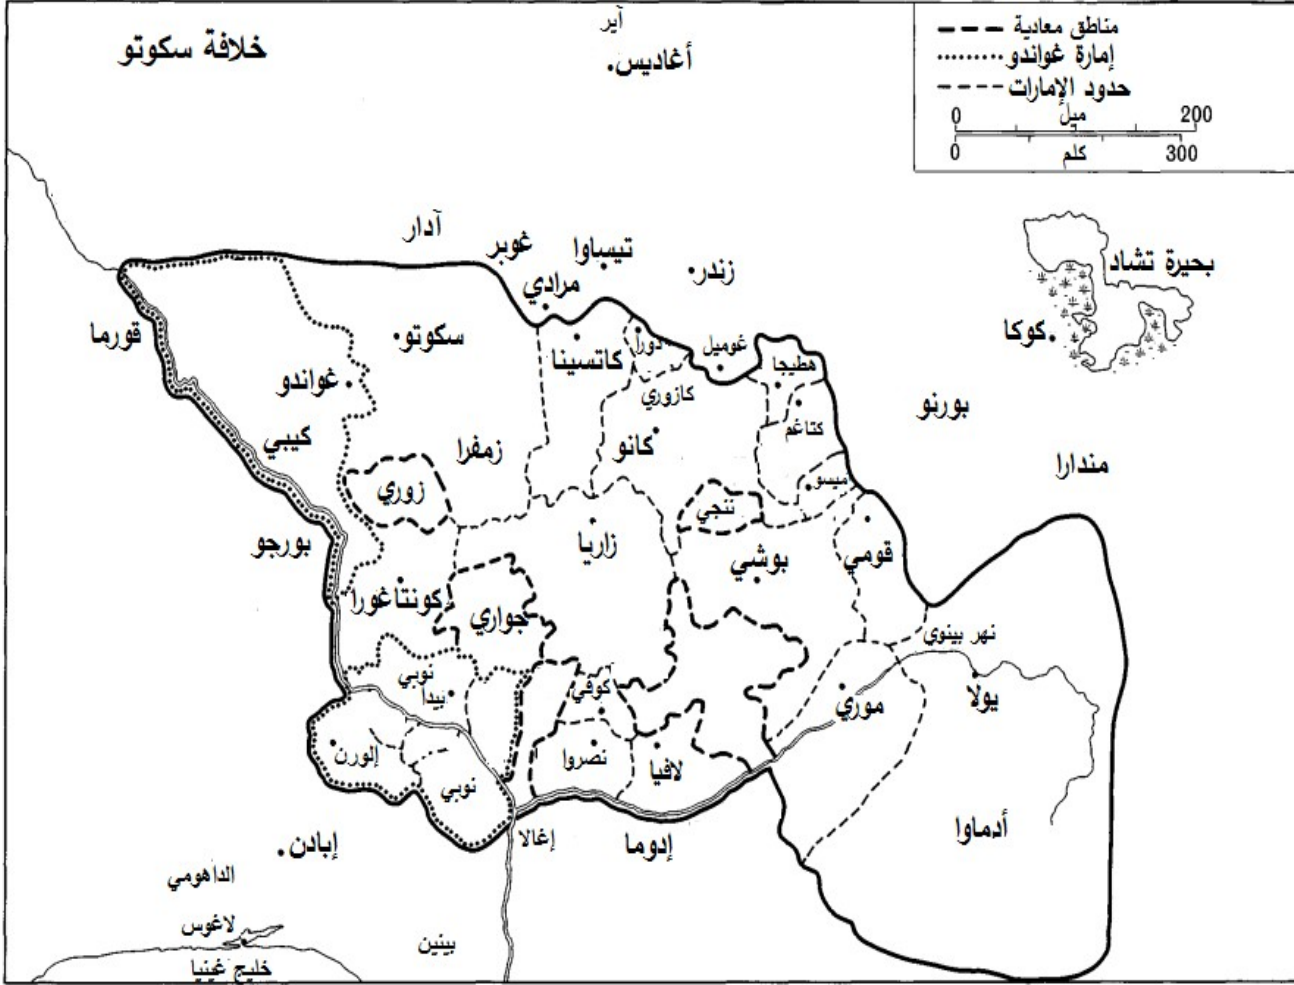 خلافة سكوتو
آير
أغاديس
مناطق معادية
إمارة غواندو
حدود الإمارات
0 ميل 200
0 كلم 300
آدار
غوبر
تيساوا
زندر
بحيرة تشاد
مرادي
كوكا
قورما
سكوتو
كاتسينا
دورا
غوميل
هطيجا
غواندو
كازوري
بورنو
كتاغم
كيبي
زمفرا
كانو
مندارا
زوري
ننجي
ميسو
بورجو
زاريا
بوشي
قومي
كونتاغورا
جواري
نهر بينوي
نوبي
بيدا
كوفي
موري
يولا
إلورن
نصروا
لافيا
نوبي
أدماوا
إبادن
إغالا
إدوما
الداهومي
لاغوس
بينين
خليج غينيا